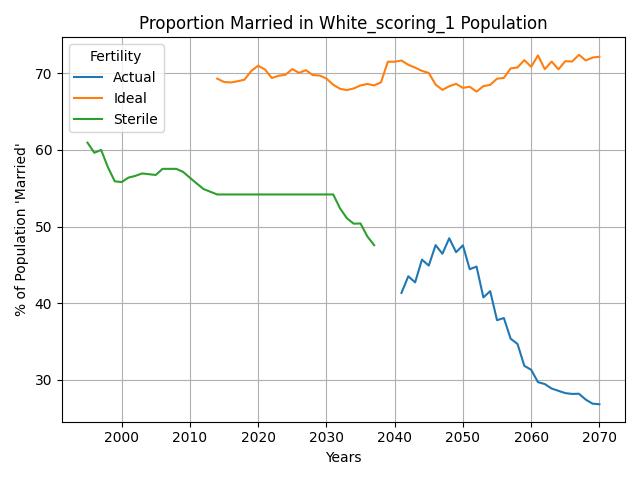 Proportion Married in White_scoring_1 Population
Fertility
Actual
Ideal
Sterile
% of Population 'Married'
70
60
50
40
30
2000
2010
2020
2030
2040
2050
2060
2070
Years